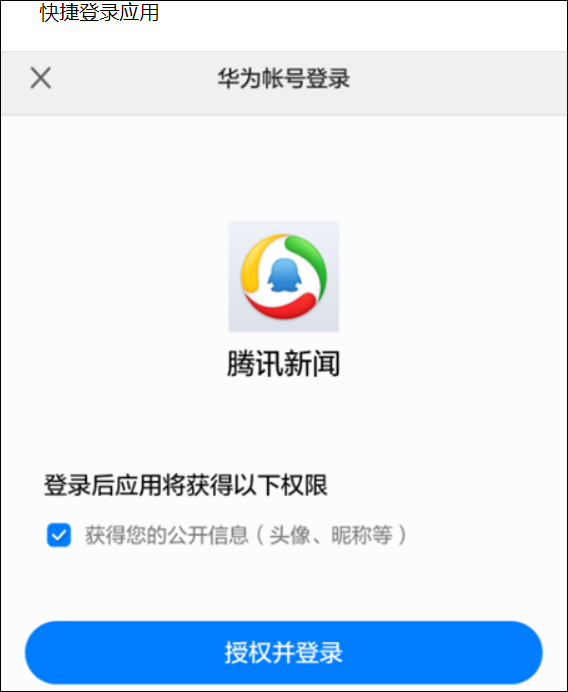 快捷登录应用
华为帐号登录
腾讯新闻
登录后应用将获得以下权限
获得您的公开信息（头像、昵称等）
授权并登录